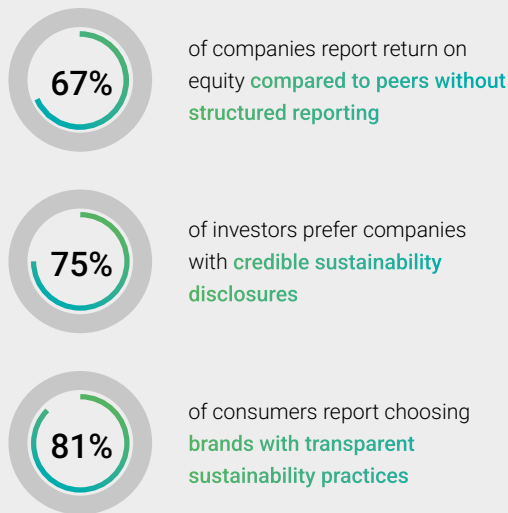 67%
of companies report return on
equity compared to peers without
structured reporting
75%
of investors prefer companies
with credible sustainability
disclosures
81%
of consumers report choosing
brands with transparent
sustainability practices